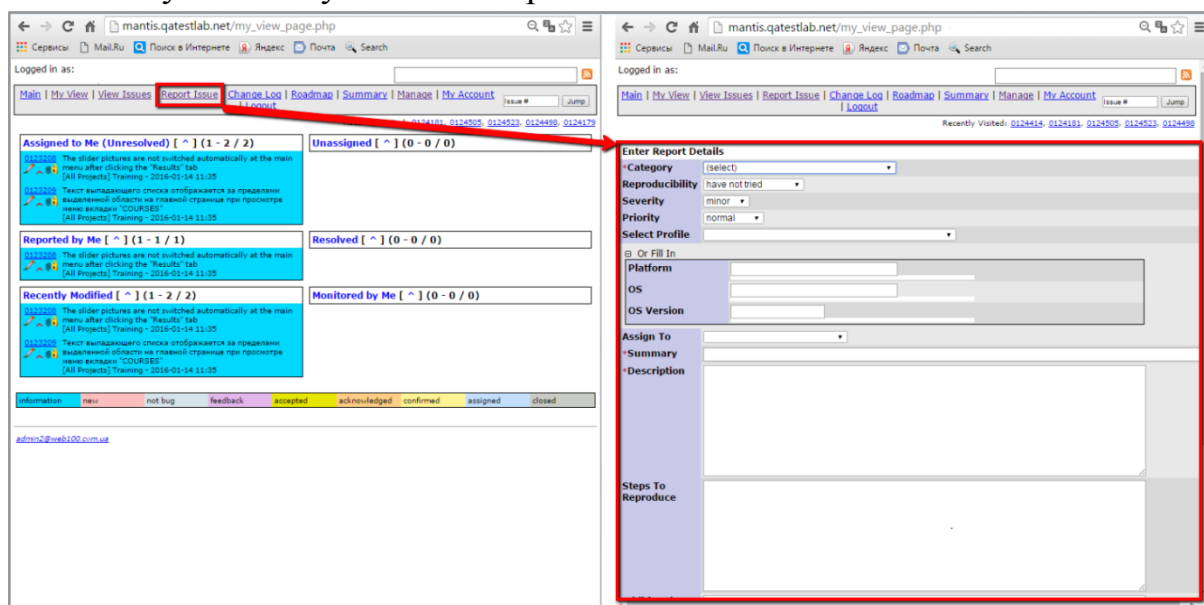 mantis.qatestlab.net/my_view_page.php
Сервисы Mail.Ru Поиск в Интернете Яндекс Почта Search
Logged in as:
Main | My View | View Issues | Report Issue | Change Log | Roadmap | Summary | Manage | My Account
| Logout
Issue # Jump
0124181, 0124505, 0124523, 0124498, 0124179
Assigned to Me (Unresolved) [ ^ ] (1 - 2 / 2)
0123208 The slider pictures are not switched automatically at the main
menu after clicking the "Results" tab
[All Projects] Training - 2016-01-14 11:35
0123209 Текст выпадающего списка отображается за пределами
выделенной области на главной странице при просмотре
меню вкладки "COURSES"
[All Projects] Training - 2016-01-14 11:35
Unassigned [ ^ ] (0 - 0 / 0)
Reported by Me [ ^ ] (1 - 1 / 1)
0123208 The slider pictures are not switched automatically at the main
menu after clicking the "Results" tab
[All Projects] Training - 2016-01-14 11:35
Resolved [ ^ ] (0 - 0 / 0)
Recently Modified [ ^ ] (1 - 2 / 2)
0123208 The slider pictures are not switched automatically at the main
menu after clicking the "Results" tab
[All Projects] Training - 2016-01-14 11:35
0123209 Текст выпадающего списка отображается за пределами
выделенной области на главной странице при просмотре
меню вкладки "COURSES"
[All Projects] Training - 2016-01-14 11:35
Monitored by Me [ ^ ] (0 - 0 / 0)
information new not bug feedback accepted acknowledged confirmed assigned closed
admin2@web100.com.ua
mantis.qatestlab.net/my_view_page.php
Сервисы Mail.Ru Поиск в Интернете Яндекс Почта Search
Logged in as:
Main | My View | View Issues | Report Issue | Change Log | Roadmap | Summary | Manage | My Account
| Logout
Issue # Jump
Recently Visited: 0124414, 0124181, 0124505, 0124523, 0124498
Enter Report Details
*Category (select)
Reproducibility have not tried
Severity minor
Priority normal
Select Profile
Or Fill In
Platform
OS
OS Version
Assign To
*Summary
*Description
Steps To
Reproduce